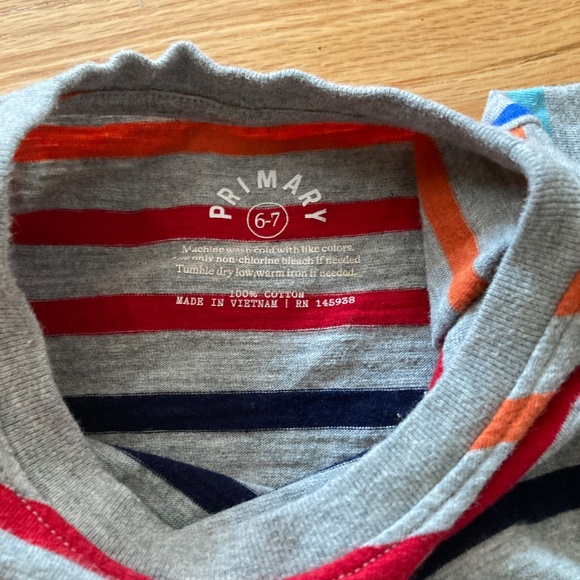 PRIMARY
6-7
Machine wash cold with like colors.
only non-chlorine bleach if needed
Tumble dry low, warm iron if needed.
100% COTTON
MADE IN VIETNAM | RN 145938